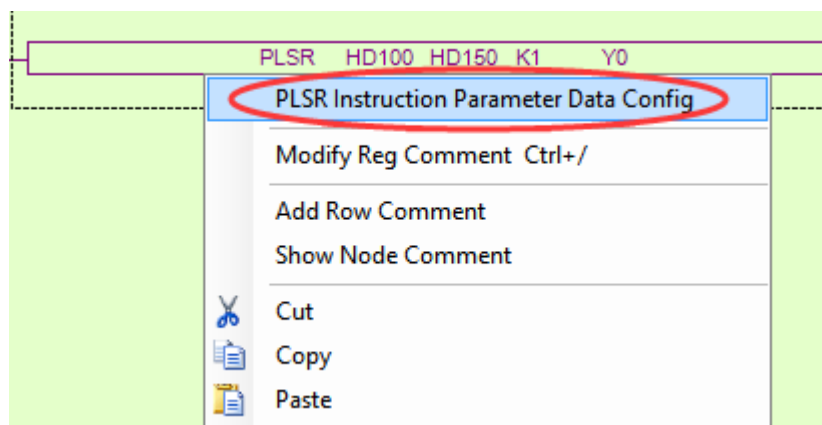 PLSR HD100 HD150 K1 Y0
PLSR Instruction Parameter Data Config
Modify Reg Comment Ctrl+/
Add Row Comment
Show Node Comment
Cut
Copy
Paste